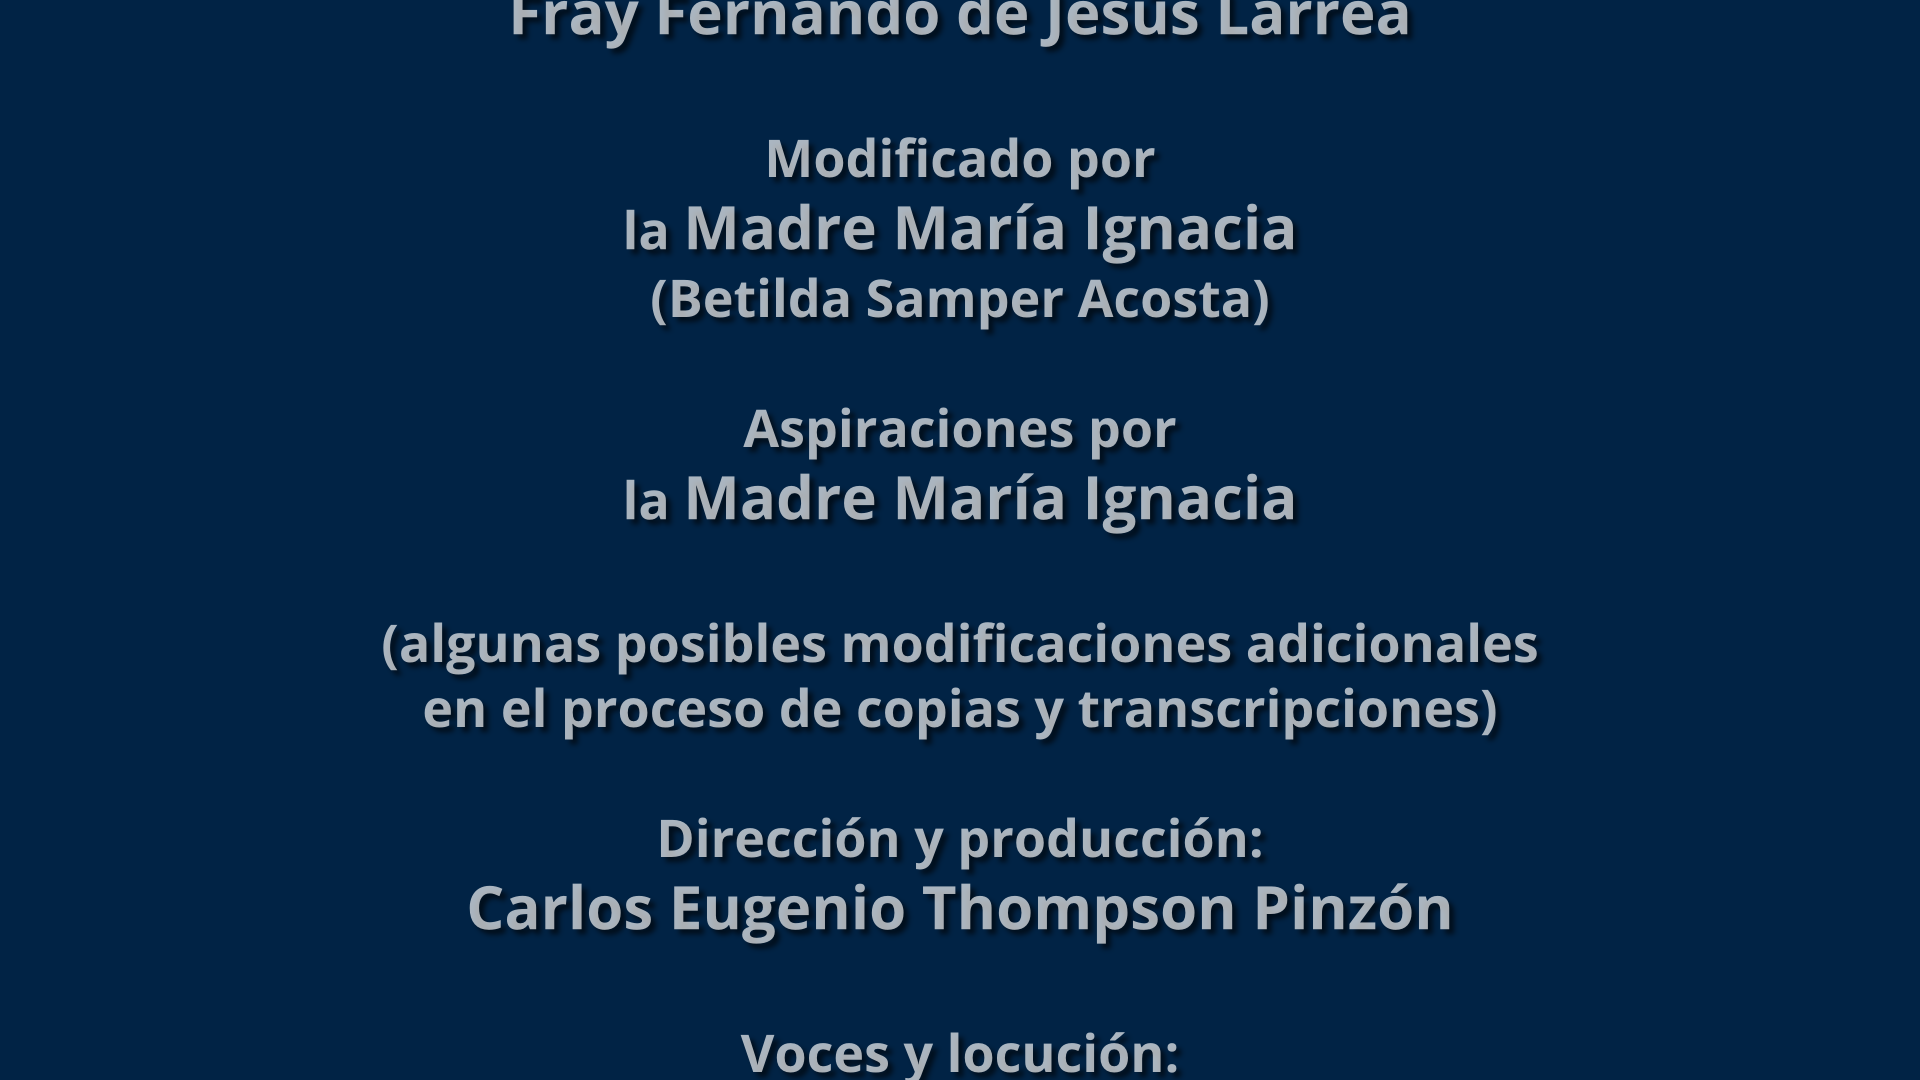 Fray Fernando de Jesús Larrea
Modificado por
la Madre María Ignacia
(Betilda Samper Acosta)
Aspiraciones por
la Madre María Ignacia
(algunas posibles modificaciones adicionales
en el proceso de copias y transcripciones)
Dirección y producción:
Carlos Eugenio Thompson Pinzón
Voces y locución: